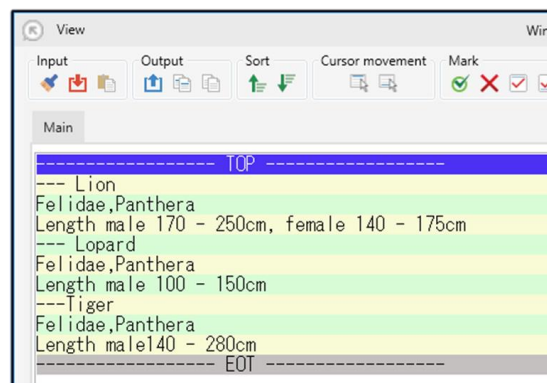 View
Win
Input
Output
Sort
Cursor movement
Mark
Main
------------------ TOP ------------------
--- Lion
Felidae,Panthera
Length male 170 - 250cm, female 140 - 175cm
--- Lopard
Felidae,Panthera
Length male 100 - 150cm
---Tiger
Felidae,Panthera
Length male140 - 280cm
------------------ EOT ------------------